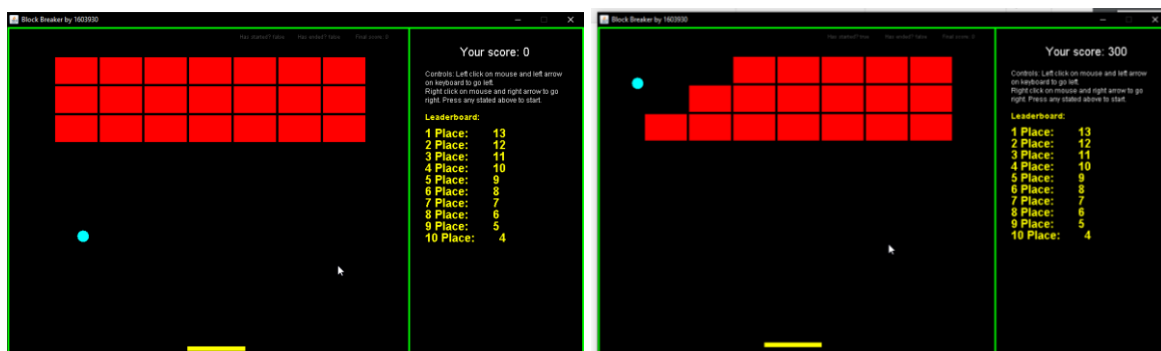 Block Breaker by 1603930
Has started? false Has ended? false Final score: 0
Your score: 0
Controls: Left click on mouse and left arrow
on keyboard to go left.
Right click on mouse and right arrow to go
right. Press any stated above to start.
Leaderboard:
1 Place: 13
2 Place: 12
3 Place: 11
4 Place: 10
5 Place: 9
6 Place: 8
7 Place: 7
8 Place: 6
9 Place: 5
10 Place: 4
Block Breaker by 1603930
Has started? true Has ended? false Final score: 0
Your score: 300
Controls: Left click on mouse and left arrow
on keyboard to go left.
Right click on mouse and right arrow to go
right. Press any stated above to start.
Leaderboard:
1 Place: 13
2 Place: 12
3 Place: 11
4 Place: 10
5 Place: 9
6 Place: 8
7 Place: 7
8 Place: 6
9 Place: 5
10 Place: 4